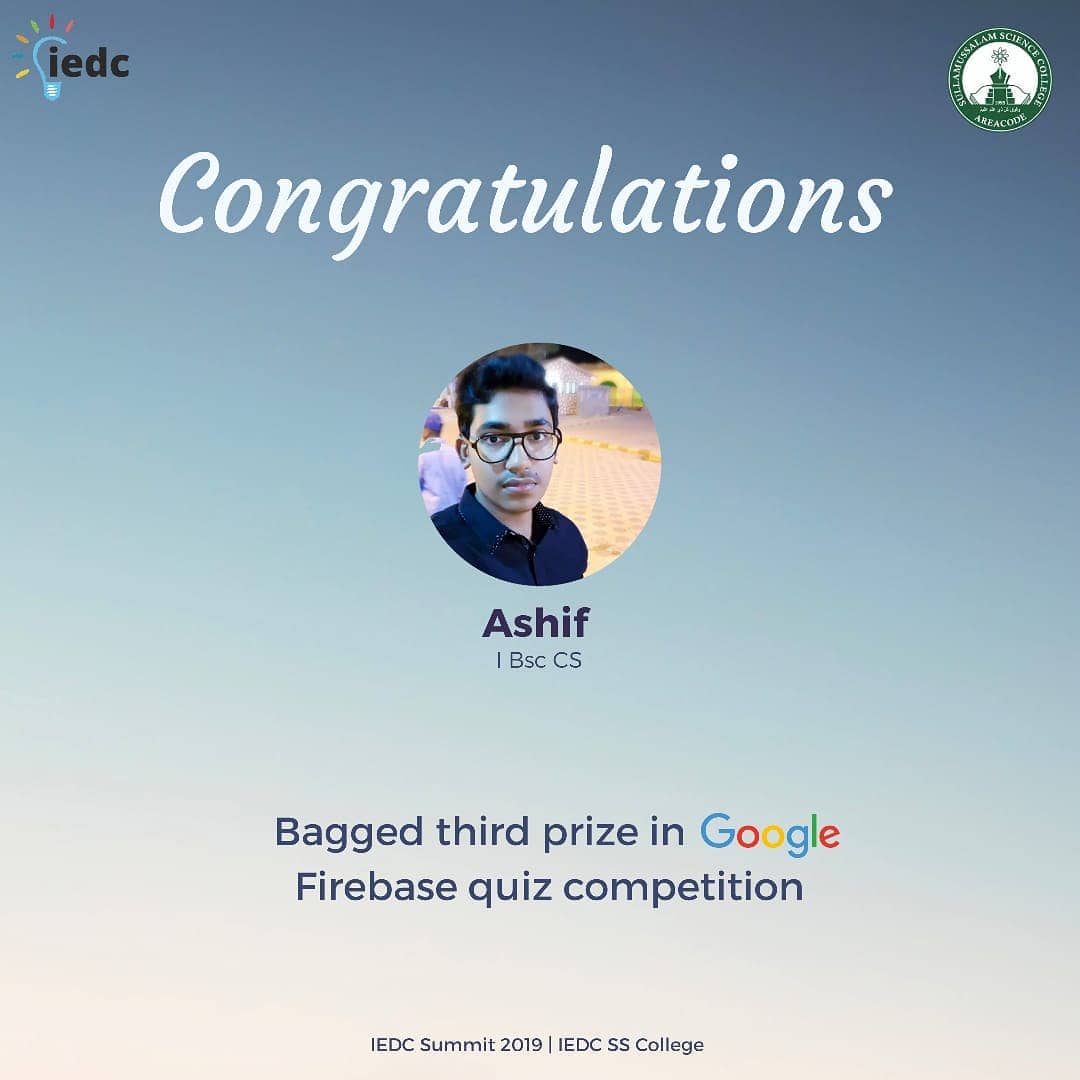 iedc
SULLAMUSSALAM SCIENCE COLLEGE
1995
AREACODE
Congratulations
Ashif
I Bsc CS
Bagged third prize in Google
Firebase quiz competition
IEDC Summit 2019 | IEDC SS College